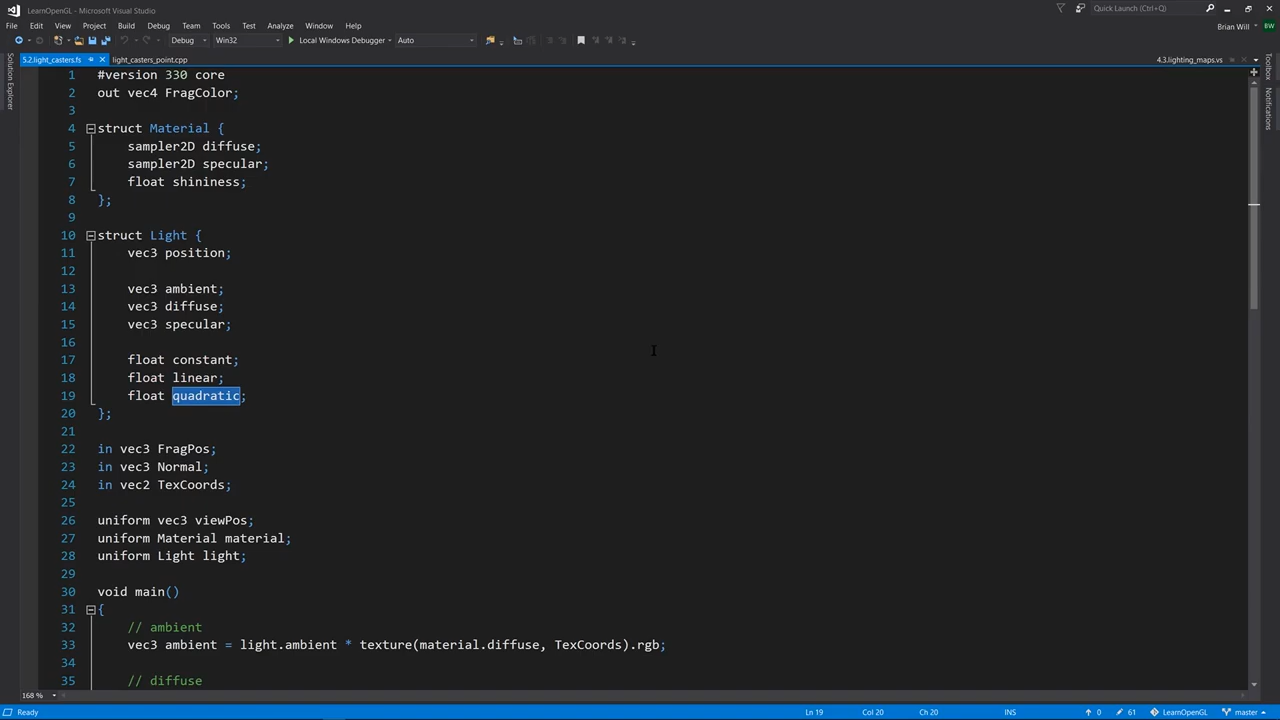 LearnOpenGL - Microsoft Visual Studio
Quick Launch (Ctrl+Q)
File Edit View Project Build Debug Team Tools Test Analyze Window Help
Brian Will BW
Debug Win32 Local Windows Debugger Auto
5.2.light_casters.fs light_casters_point.cpp 4.3.lighting_maps.vs
Solution Explorer
Toolbox
Notifications
1 #version 330 core
2 out vec4 FragColor;
3
4 struct Material {
5 sampler2D diffuse;
6 sampler2D specular;
7 float shininess;
8 };
9
10 struct Light {
11 vec3 position;
12
13 vec3 ambient;
14 vec3 diffuse;
15 vec3 specular;
16
17 float constant;
18 float linear;
19 float quadratic;
20 };
21
22 in vec3 FragPos;
23 in vec3 Normal;
24 in vec2 TexCoords;
25
26 uniform vec3 viewPos;
27 uniform Material material;
28 uniform Light light;
29
30 void main()
31 {
32 // ambient
33 vec3 ambient = light.ambient * texture(material.diffuse, TexCoords).rgb;
34
35 // diffuse
168 %
Ready Ln 19 Col 20 Ch 20 INS 0 61 LearnOpenGL master